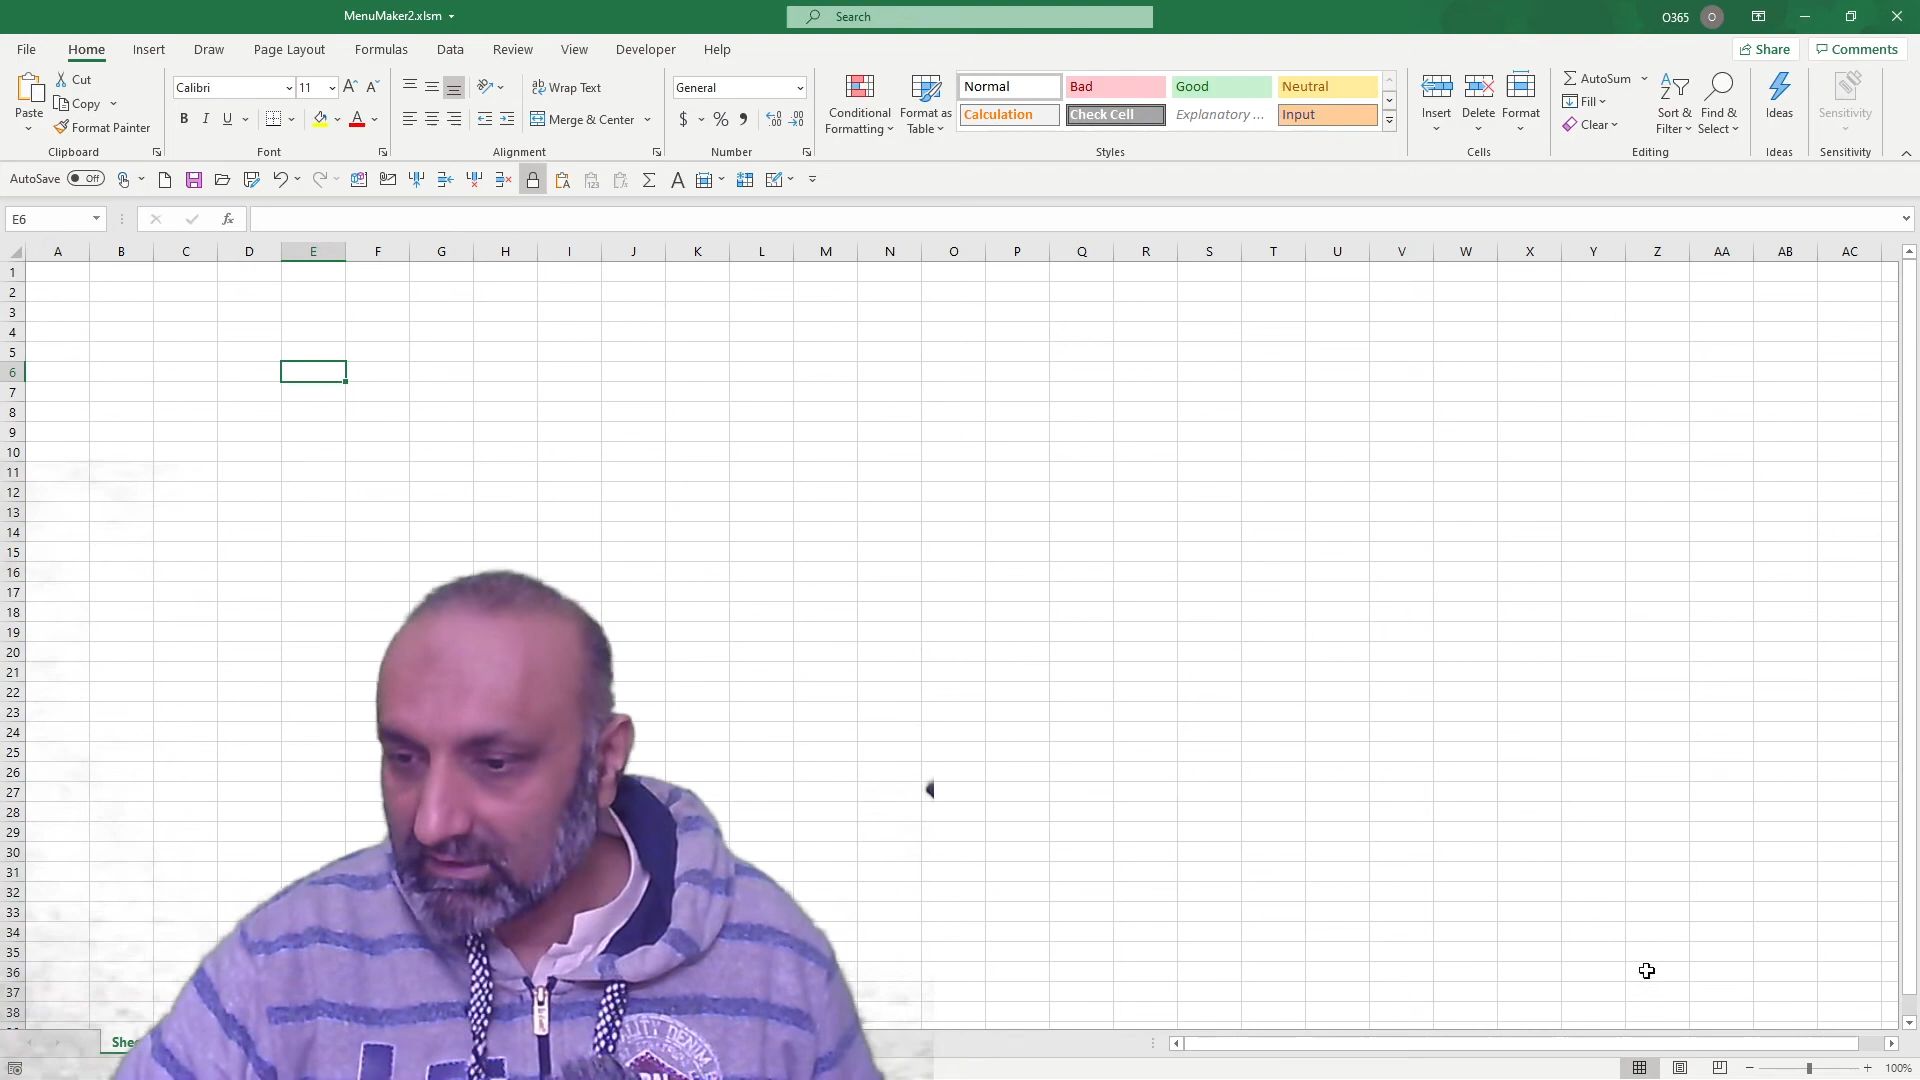 MenuMaker2.xlsm
Search
O365
O
File
Home
Insert
Draw
Page Layout
Formulas
Data
Review
View
Developer
Help
Share
Comments
Paste
Cut
Copy
Format Painter
Clipboard
Calibri
11
B
I
U
Font
Wrap Text
Merge & Center
Alignment
General
$
%
Number
Conditional
Formatting
Format as
Table
Normal
Bad
Good
Neutral
Calculation
Check Cell
Explanatory ...
Input
Styles
Insert
Delete
Format
Cells
AutoSum
Fill
Clear
Sort &
Filter
Find &
Select
Editing
Ideas
Ideas
Sensitivity
Sensitivity
AutoSave
Off
E6
fx
A B C D E F G H I J K L M N O P Q R S T U V W X Y Z AA AB AC
1
2
3
4
5
6
7
8
9
10
11
12
13
14
15
16
17
18
19
20
21
22
23
24
25
26
27
28
29
30
31
32
33
34
35
36
37
38
100%